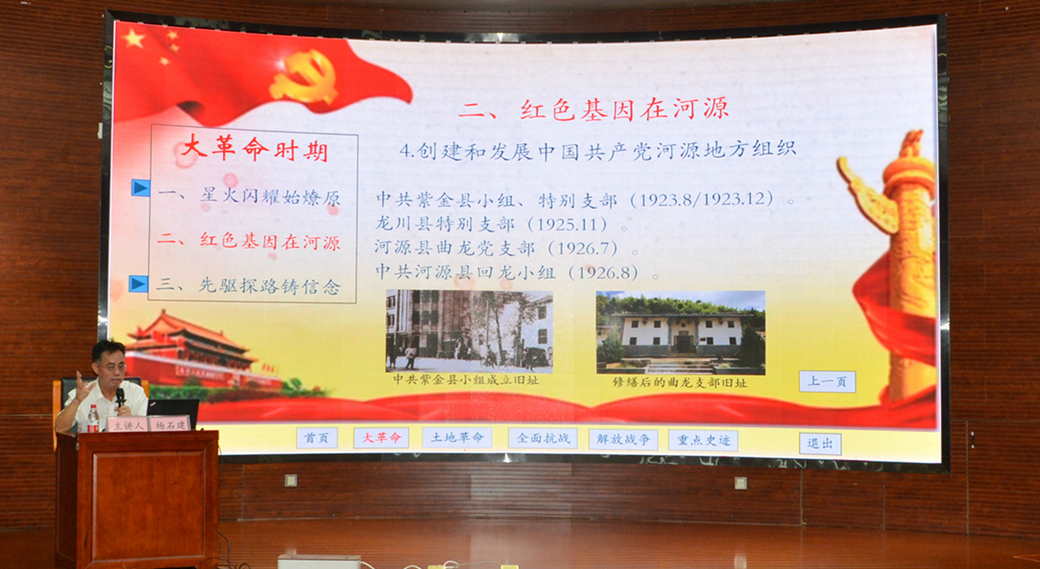 二、红色基因在河源
大革命时期
一、星火闪耀始燎原
二、红色基因在河源
三、先驱探路铸信念
4.创建和发展中国共产党河源地方组织
中共紫金县小组、特别支部（1923.8/1923.12）。
龙川县特别支部（1925.11）。
河源县曲龙党支部（1926.7）。
中共河源县回龙小组（1926.8）。
中共紫金县小组成立旧址
修缮后的曲龙支部旧址
上一页
首页
大革命
土地革命
全面抗战
解放战争
重点史迹
退出
主讲人
杨石建